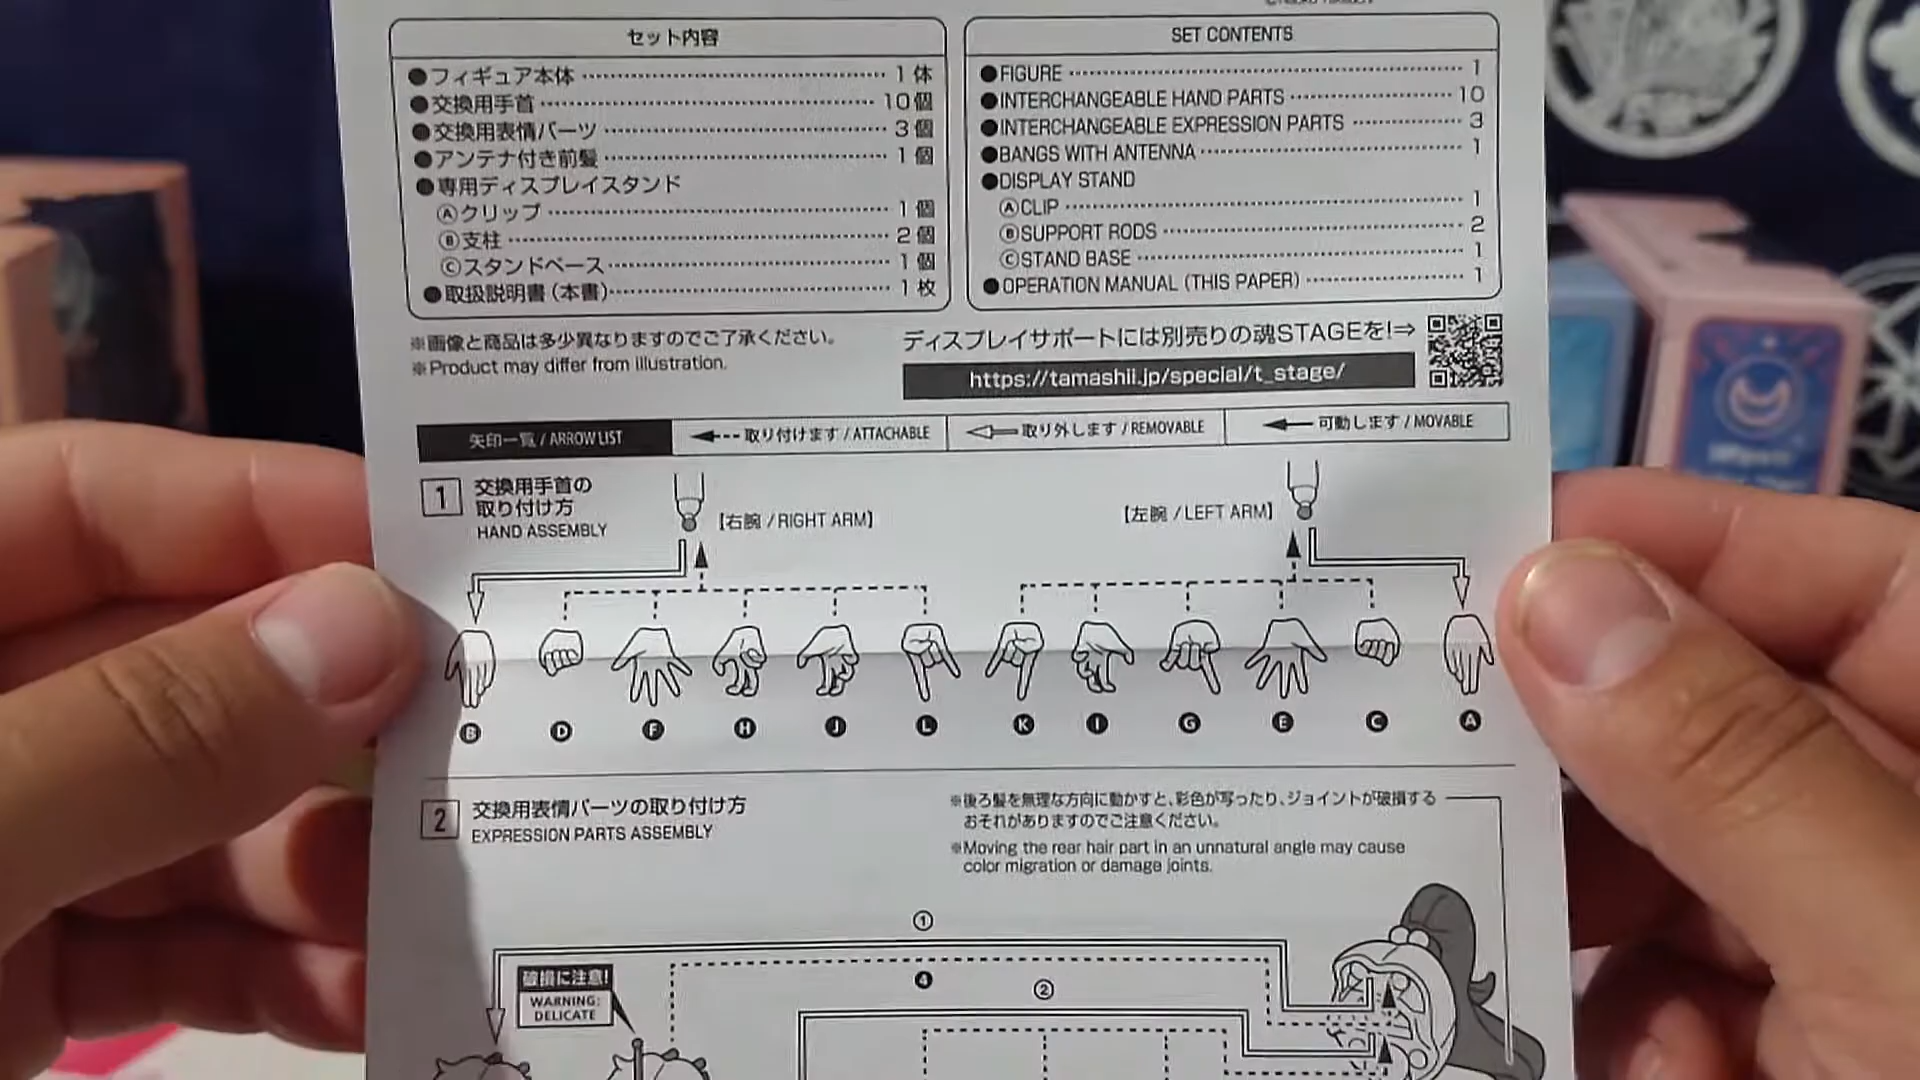 セット内容
●フィギュア本体 1体
●交換用手首 10個
●交換用表情パーツ 3個
●アンテナ付き前髪 1個
●専用ディスプレイスタンド
Ⓐクリップ 1個
Ⓑ支柱 2個
Ⓒスタンドベース 1個
●取扱説明書(本書) 1枚
SET CONTENTS
●FIGURE 1
●INTERCHANGEABLE HAND PARTS 10
●INTERCHANGEABLE EXPRESSION PARTS 3
●BANGS WITH ANTENNA 1
●DISPLAY STAND
ⒶCLIP 1
ⒷSUPPORT RODS 2
ⒸSTAND BASE 1
●OPERATION MANUAL (THIS PAPER) 1
※画像と商品は多少異なりますのでご了承ください。
※Product may differ from illustration.
ディスプレイサポートには別売りの魂STAGEを!⇒
https://tamashii.jp/special/t_stage/
矢印一覧 / ARROW LIST
取り付けます / ATTACHABLE
取り外します / REMOVABLE
可動します / MOVABLE
1 交換用手首の
取り付け方
HAND ASSEMBLY
【右腕 / RIGHT ARM】
【左腕 / LEFT ARM】
B D F H J L K I G E C A
2 交換用表情パーツの取り付け方
EXPRESSION PARTS ASSEMBLY
※後ろ髪を無理な方向に動かすと、彩色が写ったり、ジョイントが破損する
おそれがありますのでご注意ください。
※Moving the rear hair part in an unnatural angle may cause
color migration or damage joints.
①
破損に注意!
WARNING:
DELICATE
❹
②